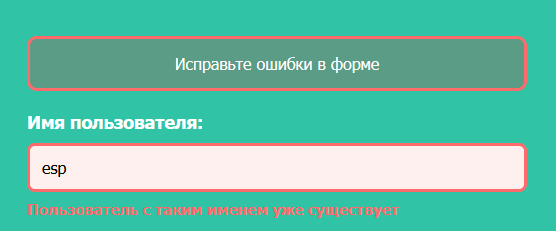 Исправьте ошибки в форме
Имя пользователя:
esp
Пользователь с таким именем уже существует